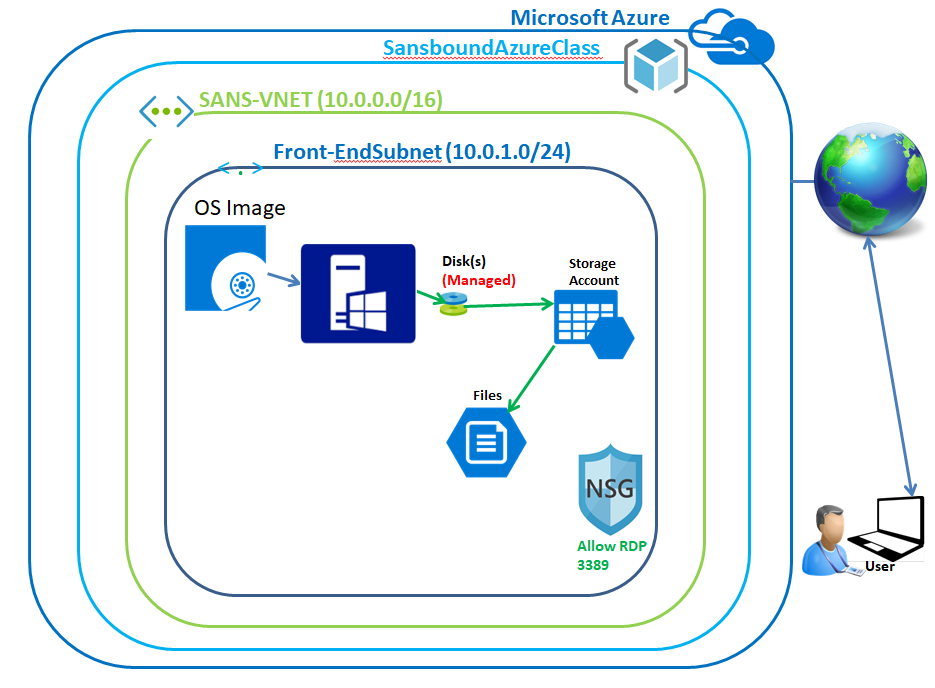 Microsoft Azure
SansboundAzureClass
SANS-VNET (10.0.0.0/16)
Front-EndSubnet (10.0.1.0/24)
OS Image
Disk(s)
(Managed)
Storage
Account
Files
NSG
Allow RDP
3389
User